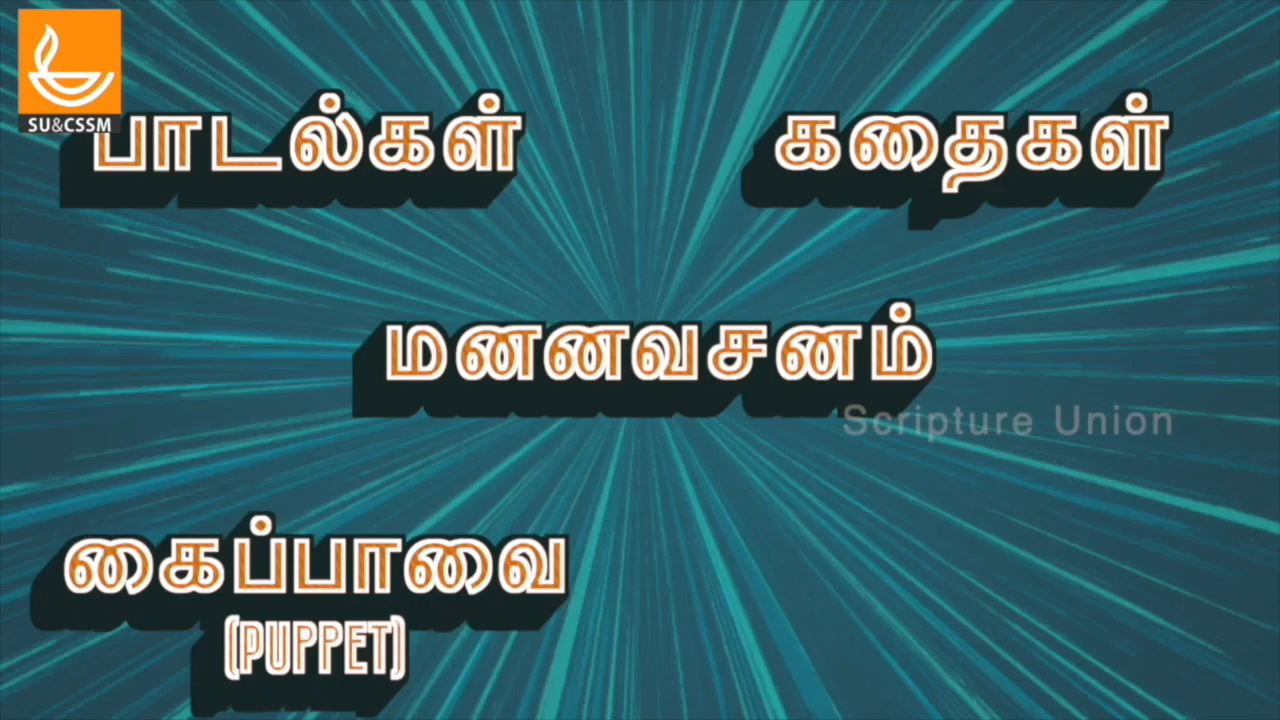 SU&CSSM
பாடல்கள்
கதைகள்
மனனவசனம்
Scripture Union
கைப்பாவை
(PUPPET)